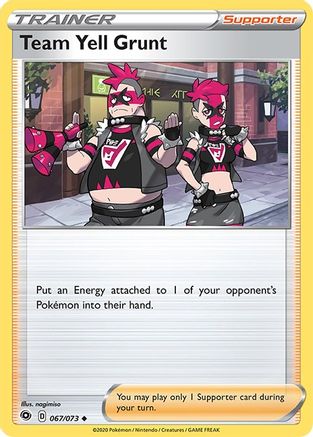 TRAINER Supporter
Team Yell Grunt
Put an Energy attached to 1 of your opponent's
Pokémon into their hand.
Illus. nagimiso
D 067/073
You may play only 1 Supporter card during
your turn.
©2020 Pokémon / Nintendo / Creatures / GAME FREAK